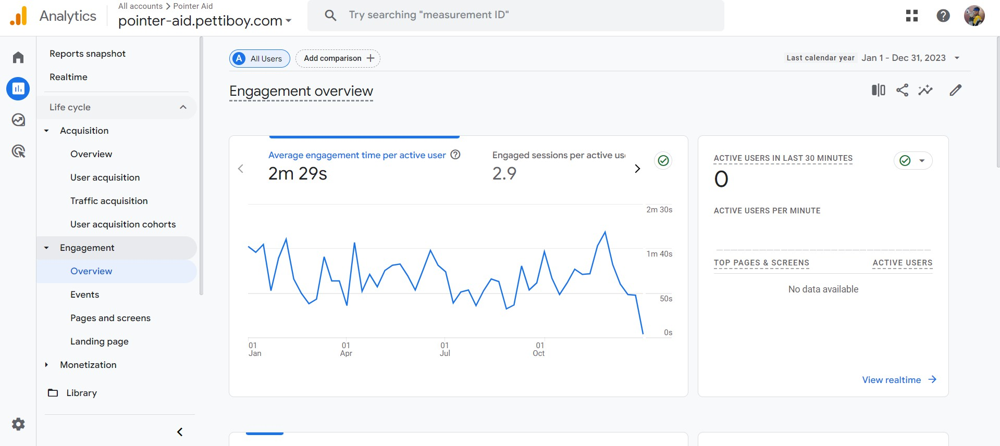 Analytics
All accounts > Pointer Aid
pointer-aid.pettiboy.com
Try searching "measurement ID"
Reports snapshot
Realtime
Life cycle
Acquisition
Overview
User acquisition
Traffic acquisition
User acquisition cohorts
Engagement
Overview
Events
Pages and screens
Landing page
Monetization
Library
A All Users
Add comparison +
Last calendar year Jan 1 - Dec 31, 2023
Engagement overview
Average engagement time per active user
2m 29s
Engaged sessions per active us
2.9
2m 30s
1m 40s
50s
0s
01 Jan
01 Apr
01 Jul
01 Oct
ACTIVE USERS IN LAST 30 MINUTES
0
ACTIVE USERS PER MINUTE
TOP PAGES & SCREENS ACTIVE USERS
No data available
View realtime